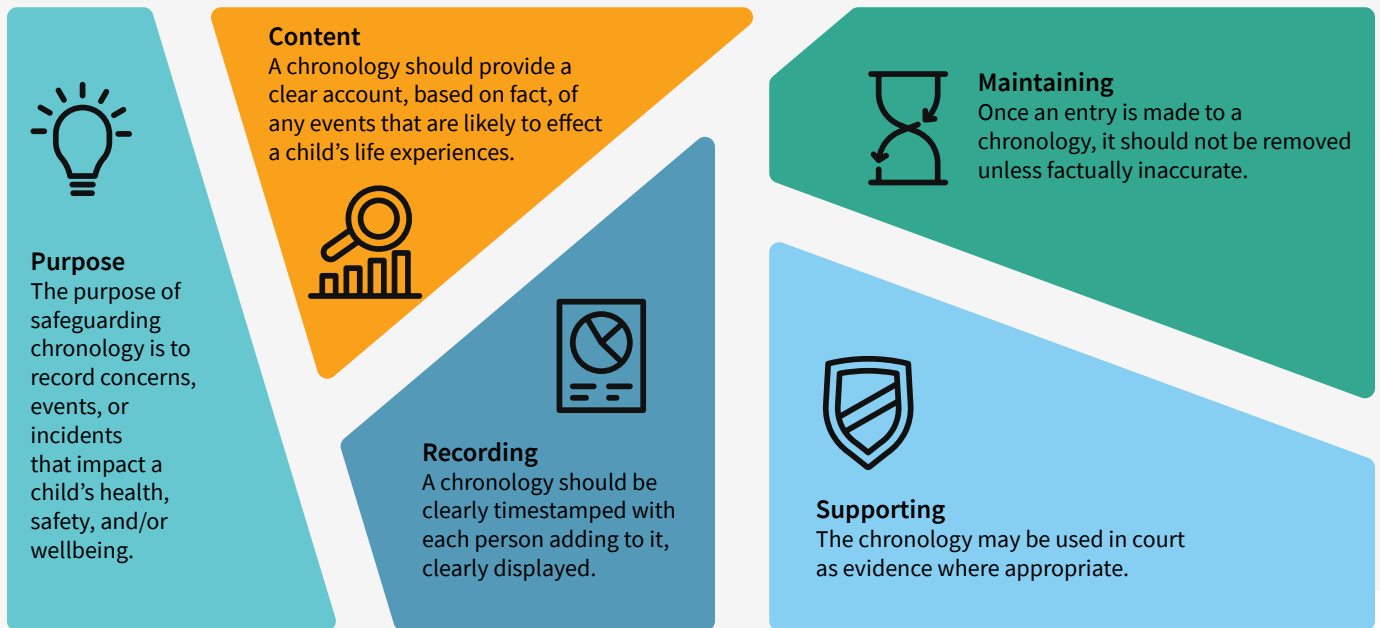 Purpose
The purpose of
safeguarding
chronology is to
record concerns,
events, or
incidents
that impact a
child's health,
safety, and/or
wellbeing.
Content
A chronology should provide a
clear account, based on fact, of
any events that are likely to effect
a child's life experiences.
Recording
A chronology should be
clearly timestamped with
each person adding to it,
clearly displayed.
Maintaining
Once an entry is made to a
chronology, it should not be removed
unless factually inaccurate.
Supporting
The chronology may be used in court
as evidence where appropriate.